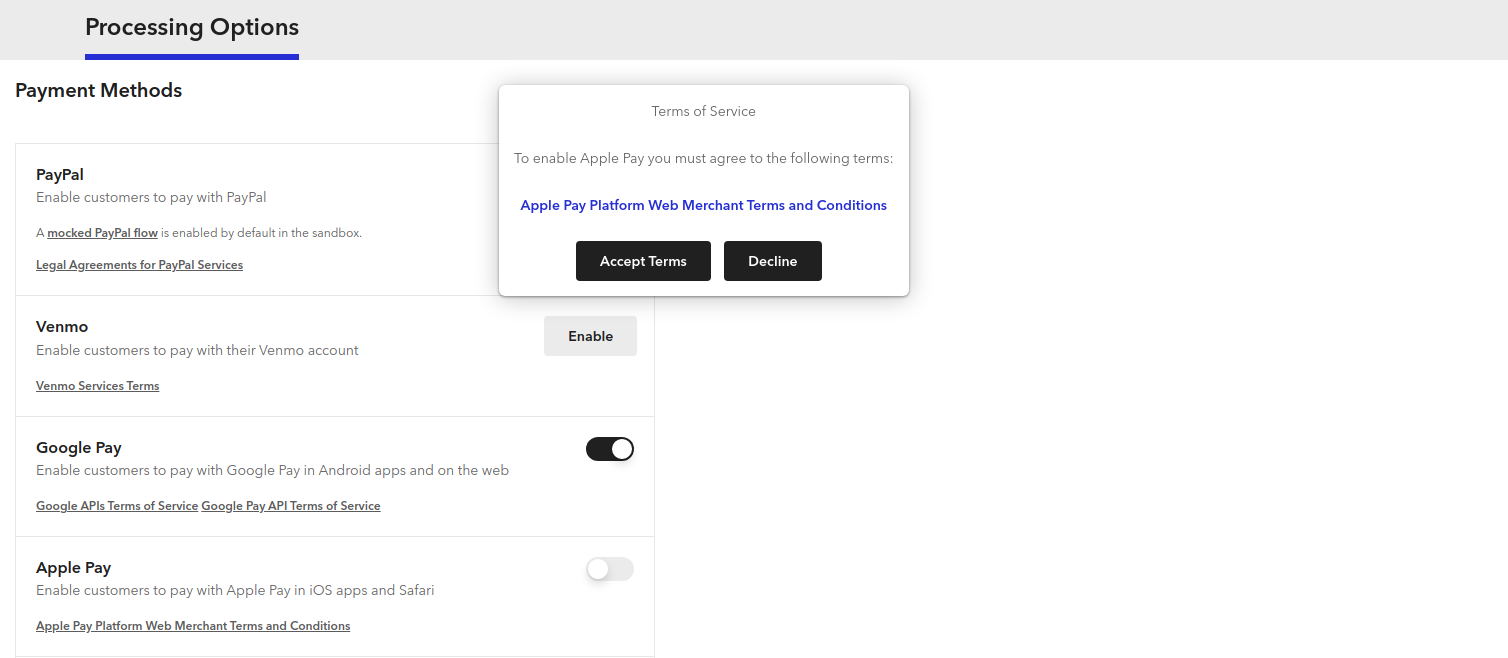 Processing Options
Payment Methods
Terms of Service
To enable Apple Pay you must agree to the following terms:
Apple Pay Platform Web Merchant Terms and Conditions
Accept Terms
Decline
PayPal
Enable customers to pay with PayPal
A mocked PayPal flow is enabled by default in the sandbox.
Legal Agreements for PayPal Services
Venmo
Enable
Enable customers to pay with their Venmo account
Venmo Services Terms
Google Pay
Enable customers to pay with Google Pay in Android apps and on the web
Google APIs Terms of Service Google Pay API Terms of Service
Apple Pay
Enable customers to pay with Apple Pay in iOS apps and Safari
Apple Pay Platform Web Merchant Terms and Conditions